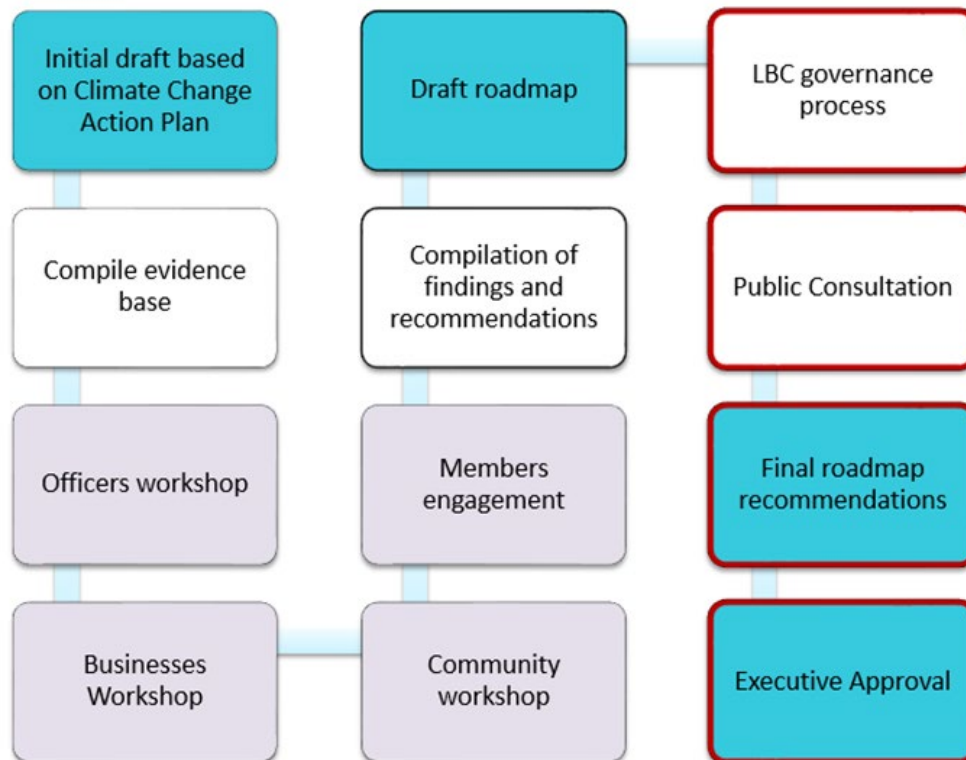 Initial draft based
on Climate Change
Action Plan
Compile evidence
base
Officers workshop
Businesses
Workshop
Community
workshop
Members
engagement
Compilation of
findings and
recommendations
Draft roadmap
LBC governance
process
Public Consultation
Final roadmap
recommendations
Executive Approval